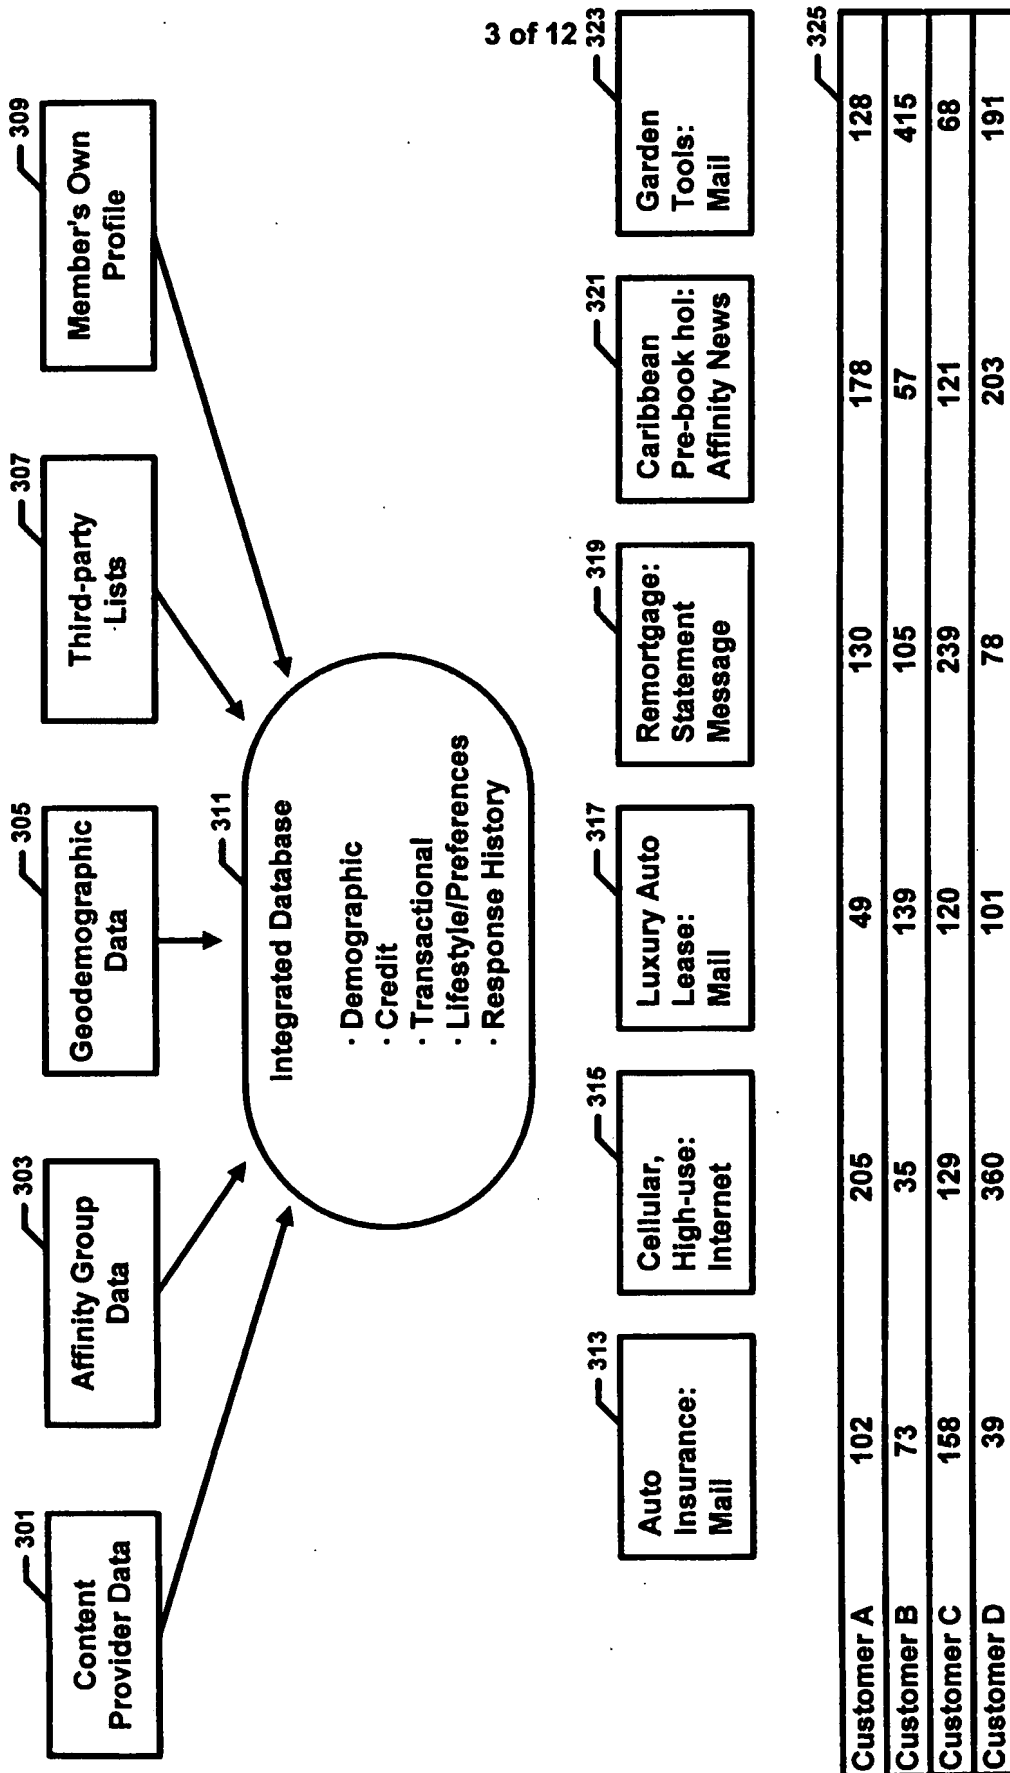 3 of 12
301
Content
Provider Data
303
Affinity Group
Data
305
Geodemographic
Data
307
Third-party
Lists
309
Member's Own
Profile
311
Integrated Database
· Demographic
· Credit
· Transactional
· Lifestyle/Preferences
· Response History
313
Auto
Insurance:
Mail
315
Cellular,
High-use:
Internet
317
Luxury Auto
Lease:
Mail
319
Remortgage:
Statement
Message
321
Caribbean
Pre-book hol:
Affinity News
323
Garden
Tools:
Mail
325
Customer A 102 205 49 130 178 128
Customer B 73 35 139 105 57 415
Customer C 158 129 120 239 121 68
Customer D 39 360 101 78 203 191